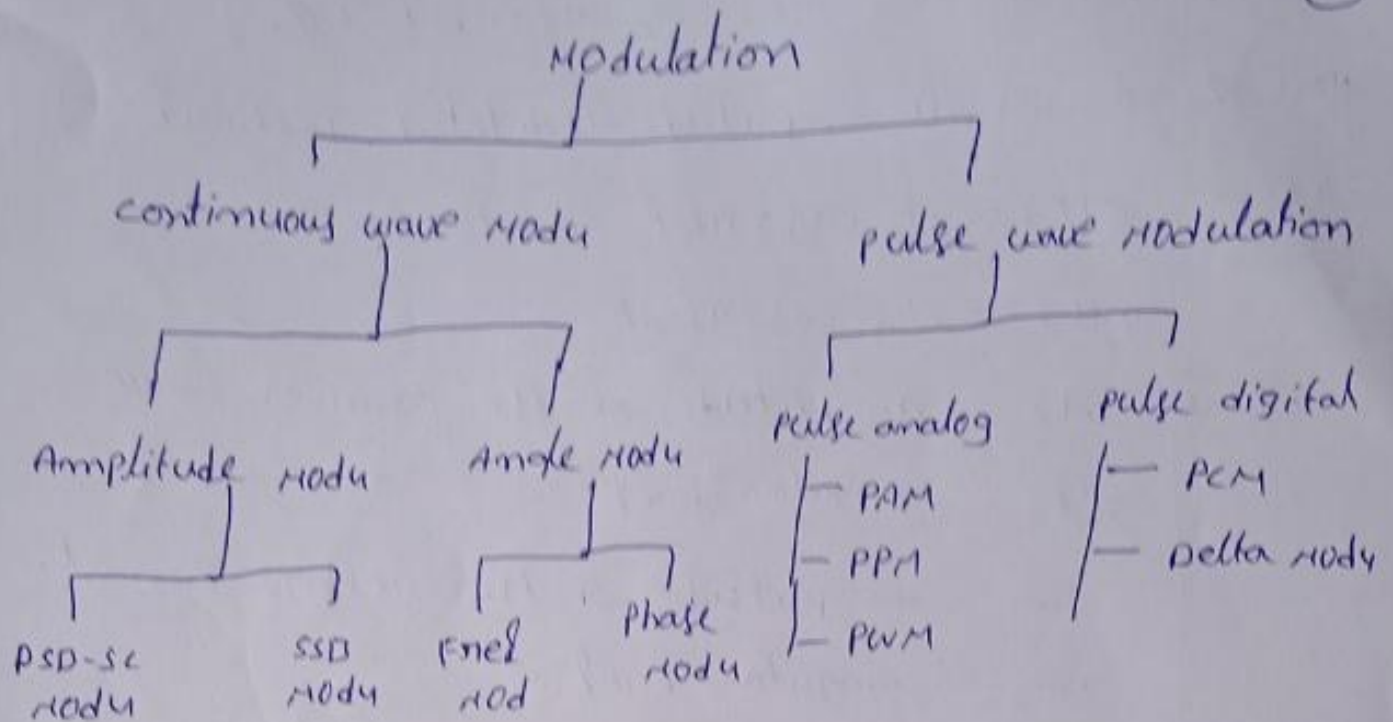 Modulation
continuous wave Modu
pulse wave Modulation
Amplitude Modu
Angle Modu
pulse analog
pulse digital
PAM
PPM
PWM
PCM
Delta Modu
DSB-SC
Modu
SSB
Modu
Freq
Mod
Phase
Modu